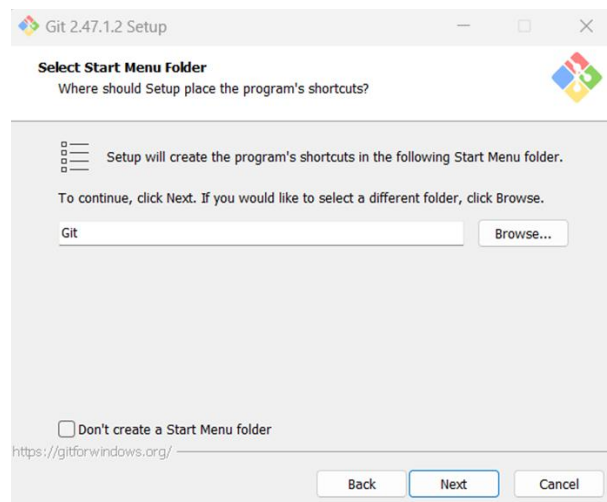 Git 2.47.1.2 Setup
Select Start Menu Folder
Where should Setup place the program's shortcuts?
Setup will create the program's shortcuts in the following Start Menu folder.
To continue, click Next. If you would like to select a different folder, click Browse.
Git
Browse...
Don't create a Start Menu folder
https://gitforwindows.org/
Back
Next
Cancel